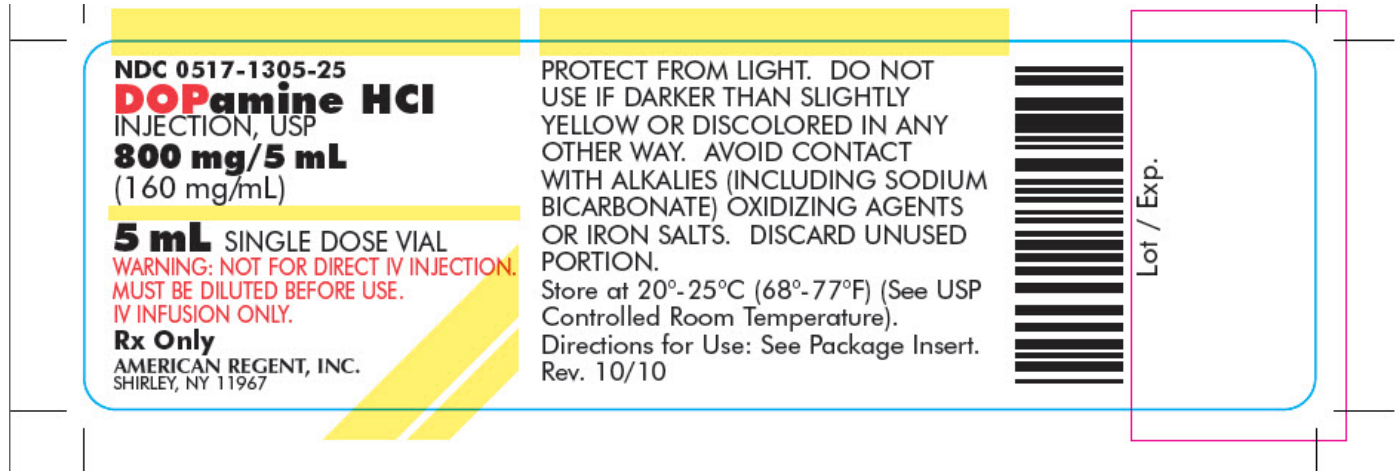 NDC 0517-1305-25
DOPamine HCl
INJECTION, USP
800 mg/5 mL
(160 mg/mL)
5 mL SINGLE DOSE VIAL
WARNING: NOT FOR DIRECT IV INJECTION.
MUST BE DILUTED BEFORE USE.
IV INFUSION ONLY.
Rx Only
AMERICAN REGENT, INC.
SHIRLEY, NY 11967
PROTECT FROM LIGHT. DO NOT
USE IF DARKER THAN SLIGHTLY
YELLOW OR DISCOLORED IN ANY
OTHER WAY. AVOID CONTACT
WITH ALKALIES (INCLUDING SODIUM
BICARBONATE) OXIDIZING AGENTS
OR IRON SALTS. DISCARD UNUSED
PORTION.
Store at 20°-25°C (68°-77°F) (See USP
Controlled Room Temperature).
Directions for Use: See Package Insert.
Rev. 10/10
Lot / Exp.